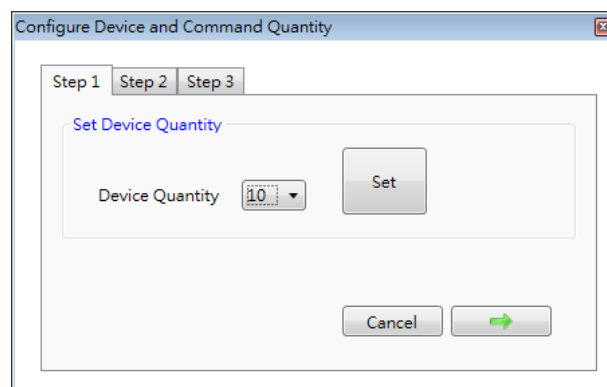 Configure Device and Command Quantity
Step 1 Step 2 Step 3
Set Device Quantity
Device Quantity 10 Set
Cancel